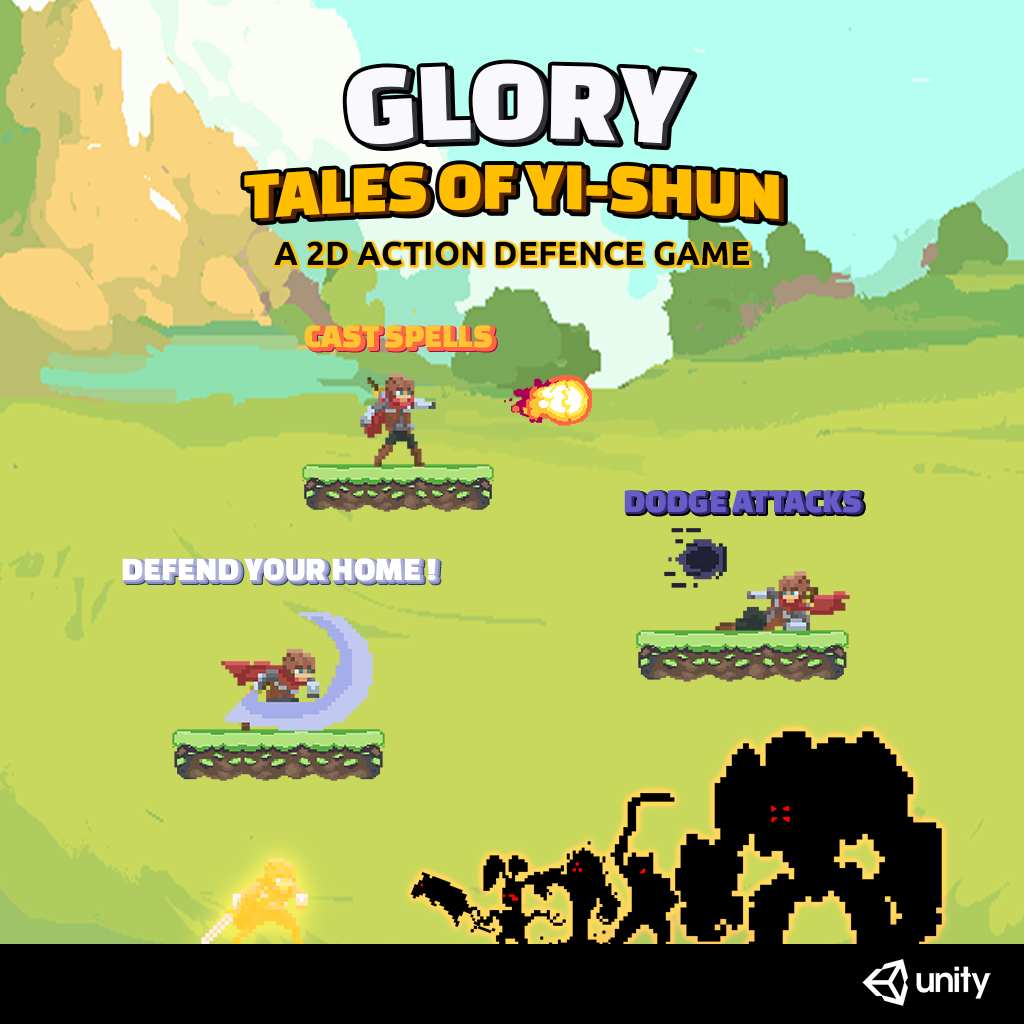 GLORY
TALES OF YI-SHUN
A 2D ACTION DEFENCE GAME
CAST SPELLS
DODGE ATTACKS
DEFEND YOUR HOME !
unity